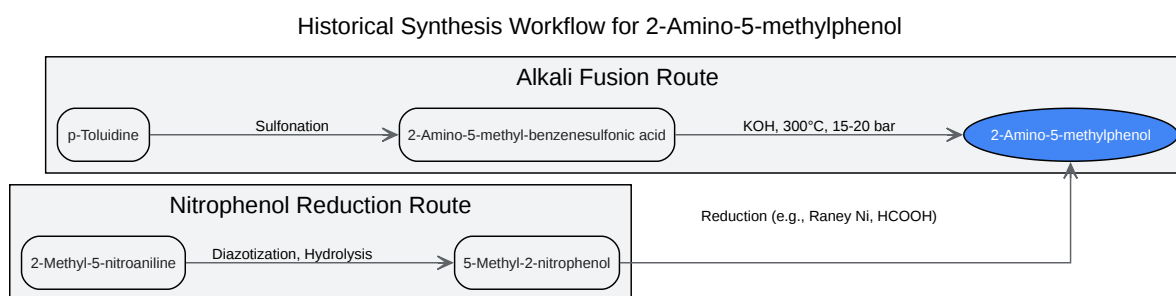 Historical Synthesis Workflow for 2-Amino-5-methylphenol
Alkali Fusion Route
p-Toluidine
Sulfonation
2-Amino-5-methyl-benzenesulfonic acid
KOH, 300°C, 15-20 bar
2-Amino-5-methylphenol
Nitrophenol Reduction Route
2-Methyl-5-nitroaniline
Diazotization, Hydrolysis
5-Methyl-2-nitrophenol
Reduction (e.g., Raney Ni, HCOOH)